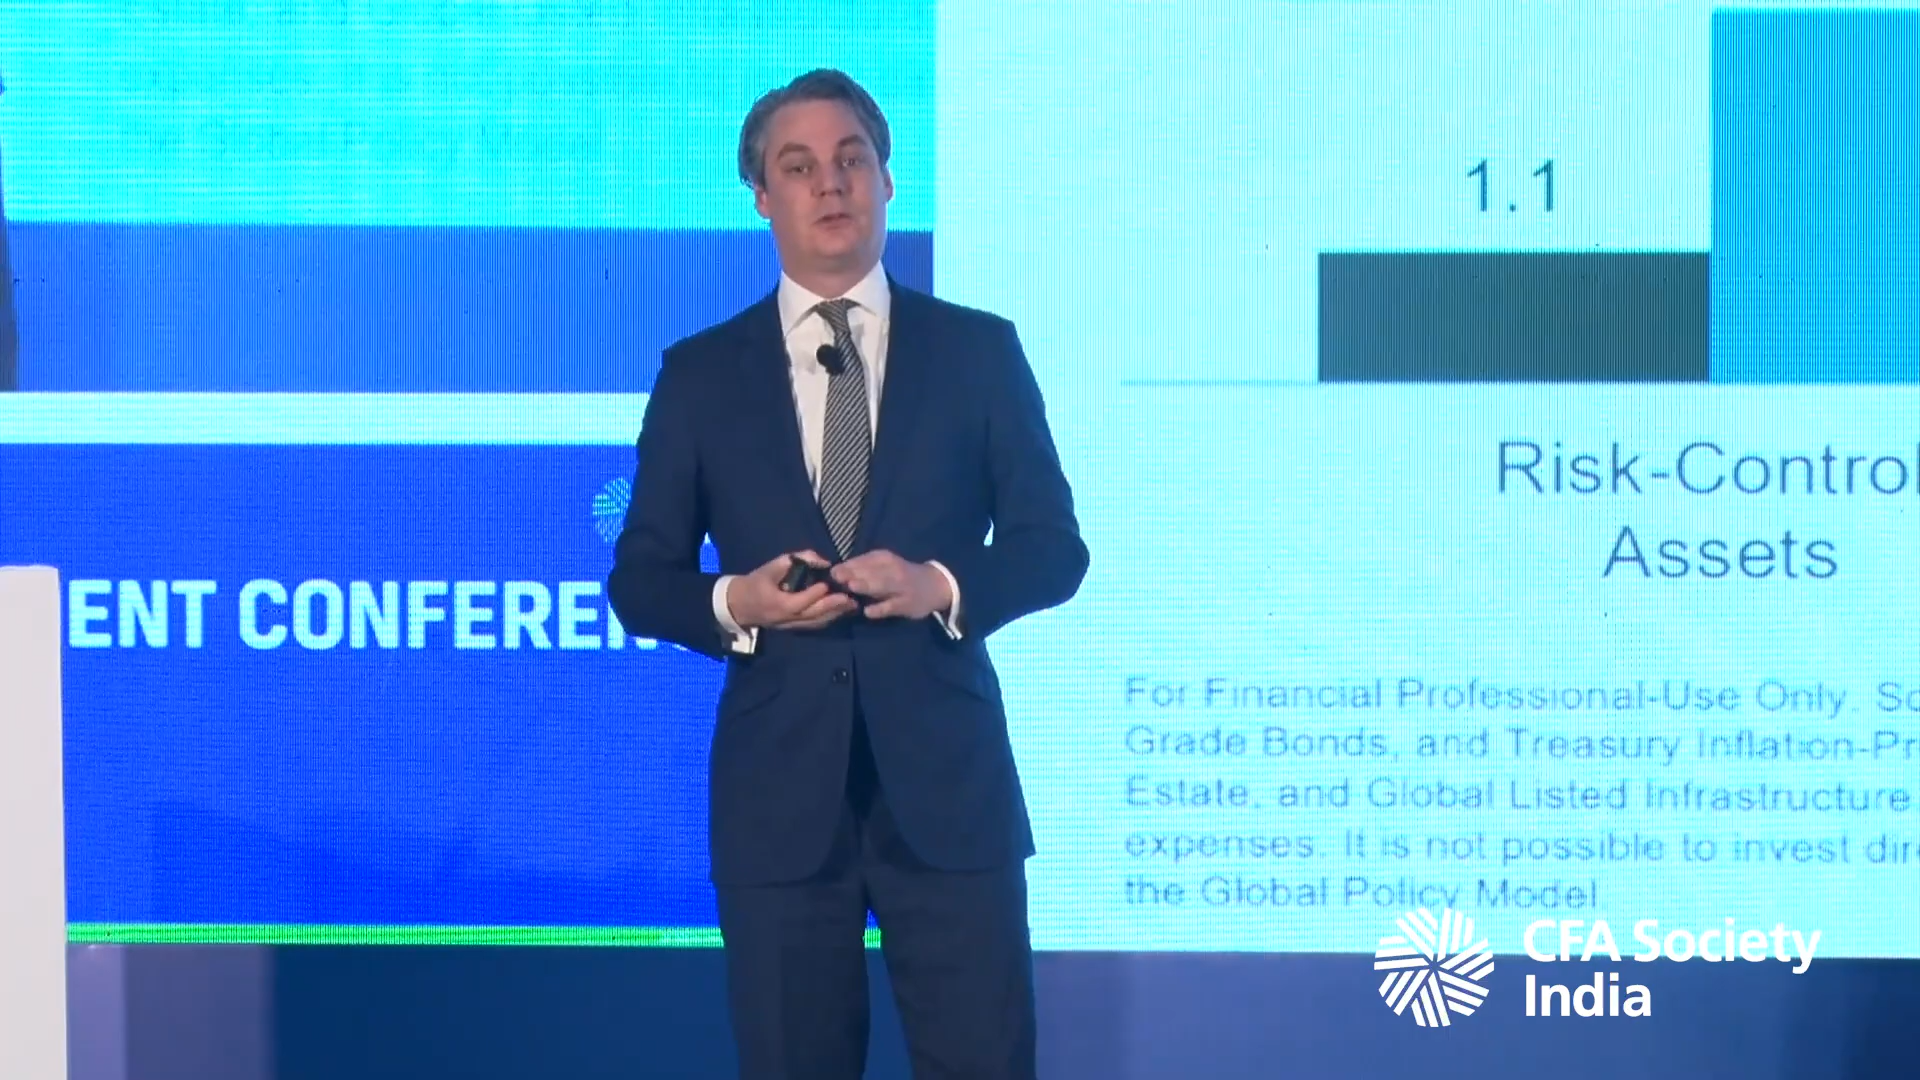 1.1
Risk-Control
Assets
ENT CONFEREN
For Financial Professional-Use Only. So
Grade Bonds, and Treasury Inflation-Pr
Estate, and Global Listed Infrastructure
expenses. It is not possible to invest dire
the Global Policy Model
CFA Society
India